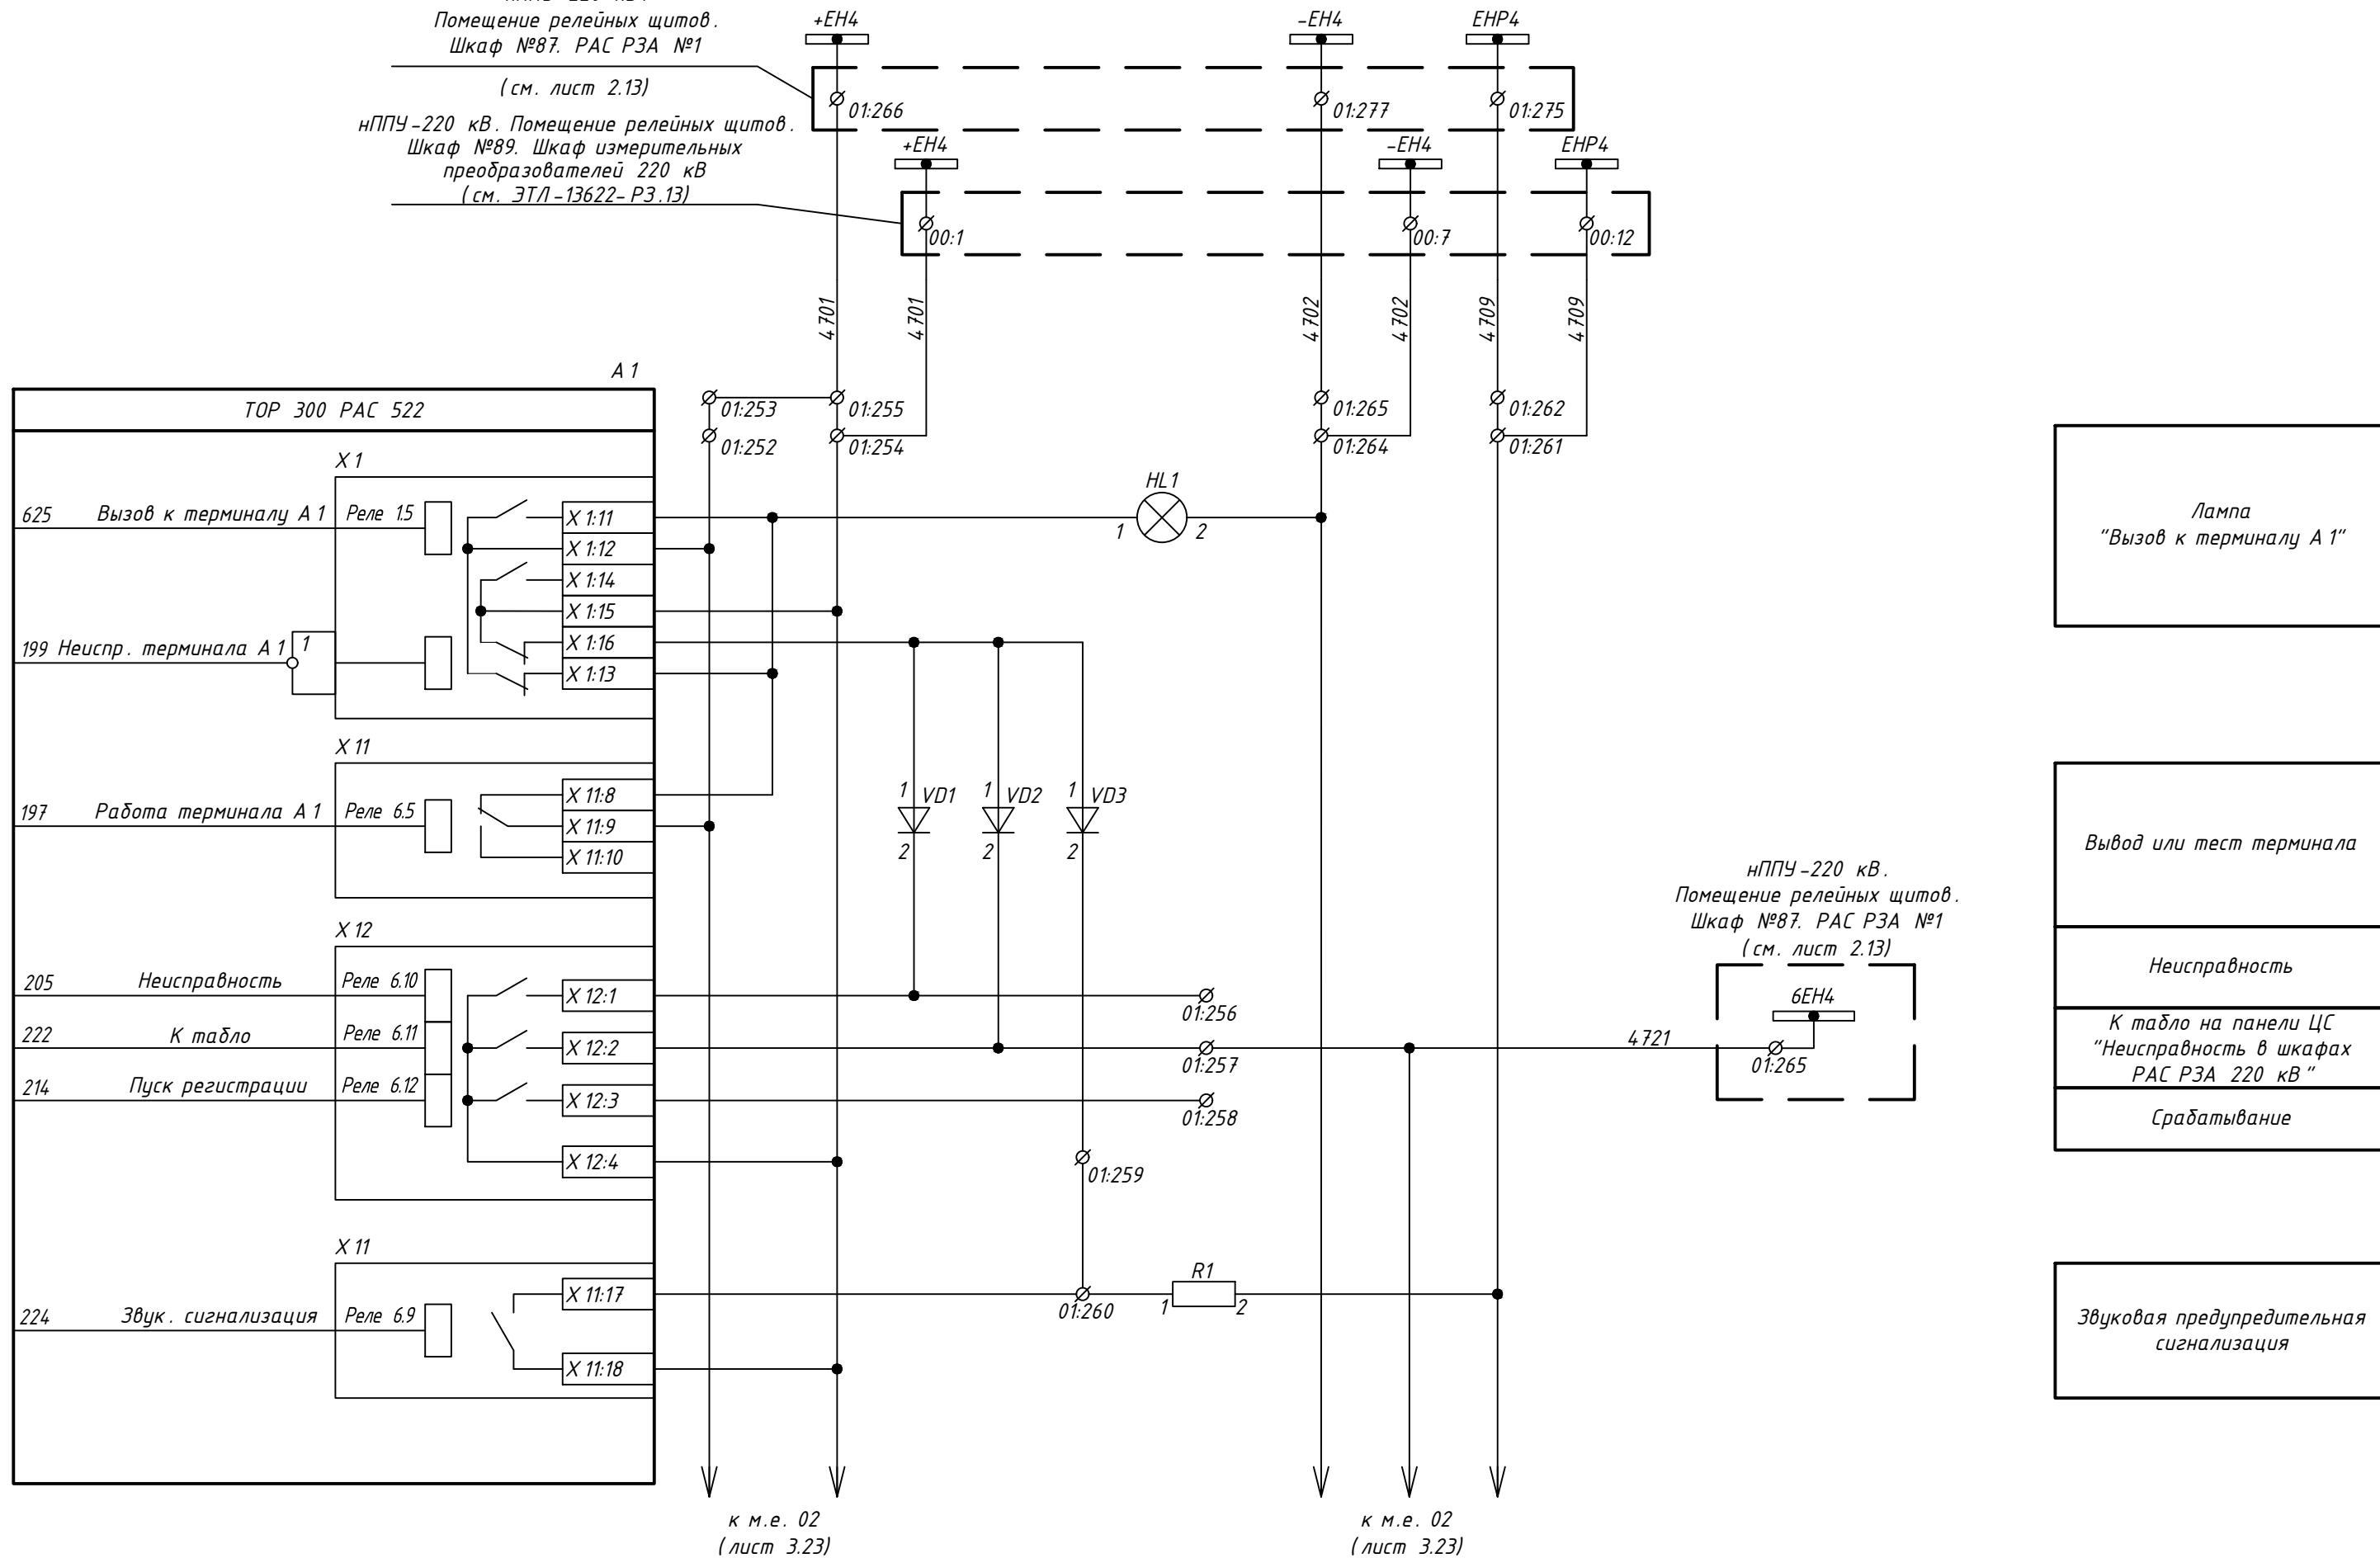 Помещение релейных щитов.
Шкаф №87. РАС РЗА №1
(см. лист 2.13)
нППУ-220 кВ. Помещение релейных щитов.
Шкаф №89. Шкаф измерительных
преобразователей 220 кВ
(см. ЭТЛ-13622-РЗ.13)
+ЕН4
-ЕН4
ЕНР4
01:266
01:277
01:275
+ЕН4
-ЕН4
ЕНР4
00:1
00:7
00:12
4701
4701
4702
4702
4709
4709
А1
ТОР 300 РАС 522
01:253
01:255
01:265
01:262
01:252
01:254
01:264
01:261
Х1
625
Вызов к терминалу А1
Реле 1.5
Х1:11
Х1:12
Х1:14
Х1:15
Х1:16
Х1:13
199
Неиспр. терминала А1
1
HL1
1
2
Лампа
"Вызов к терминалу А1"
Х11
197
Работа терминала А1
Реле 6.5
Х11:8
Х11:9
Х11:10
1
VD1
2
1
VD2
2
1
VD3
2
Вывод или тест терминала
нППУ-220 кВ.
Помещение релейных щитов.
Шкаф №87. РАС РЗА №1
(см. лист 2.13)
Х12
205
Неисправность
Реле 6.10
Х12:1
01:256
6ЕН4
Неисправность
222
К табло
Реле 6.11
Х12:2
01:257
4721
01:265
К табло на панели ЦС
"Неисправность в шкафах
РАС РЗА 220 кВ"
214
Пуск регистрации
Реле 6.12
Х12:3
01:258
Срабатывание
Х12:4
01:259
Х11
224
Звук. сигнализация
Реле 6.9
Х11:17
Х11:18
01:260
R1
1
2
Звуковая предупредительная
сигнализация
к м.е. 02
(лист 3.23)
к м.е. 02
(лист 3.23)